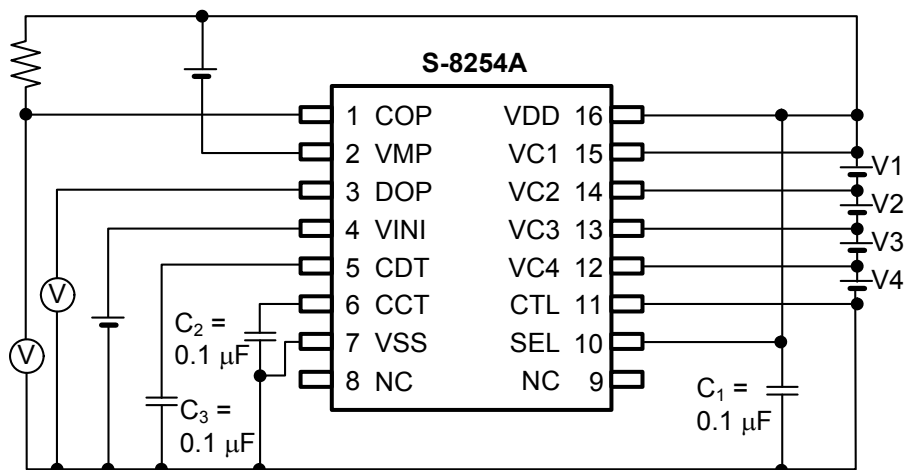 S-8254A
1 COP VDD 16
2 VMP VC1 15
3 DOP VC2 14
4 VINI VC3 13
5 CDT VC4 12
6 CCT CTL 11
7 VSS SEL 10
8 NC NC 9
V1
V2
V3
V4
V
V
C2 =
0.1 μF
C3 =
0.1 μF
C1 =
0.1 μF